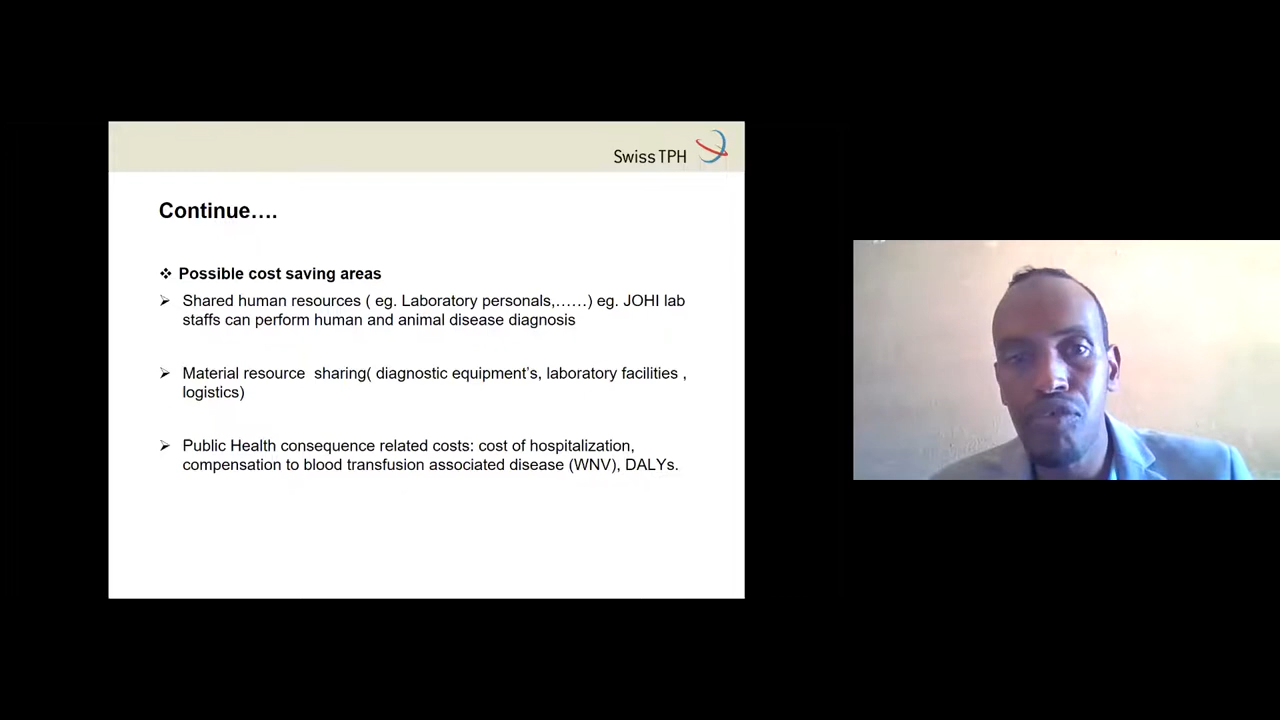 Swiss TPH
Continue….
❖ Possible cost saving areas
➢ Shared human resources ( eg. Laboratory personals,……) eg. JOHI lab
staffs can perform human and animal disease diagnosis
➢ Material resource  sharing( diagnostic equipment’s, laboratory facilities ,
logistics)
➢ Public Health consequence related costs: cost of hospitalization,
compensation to blood transfusion associated disease (WNV), DALYs.